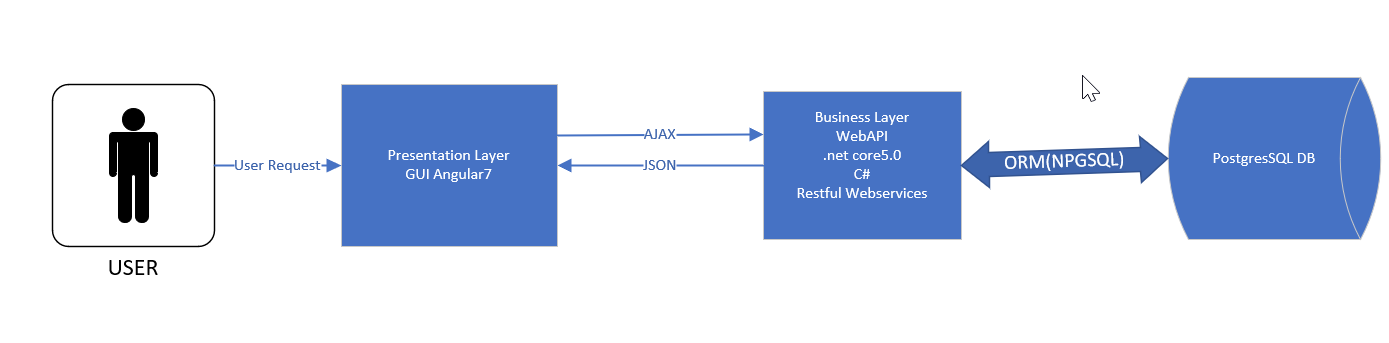 USER
User Request
Presentation Layer
GUI Angular7
AJAX
JSON
Business Layer
WebAPI
.net core5.0
C#
Restful Webservices
ORM(NPGSQL)
PostgresSQL DB